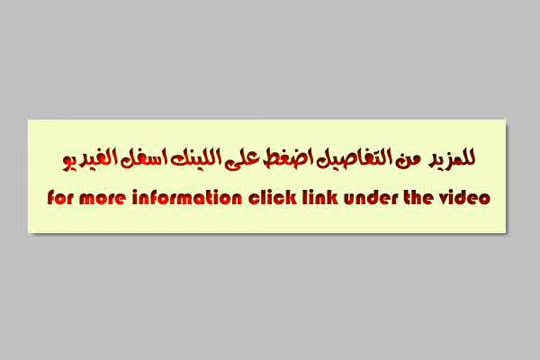 للمزيد من التفاصيل اضغط على اللينك اسفل الفيديو
for more information click link under the video